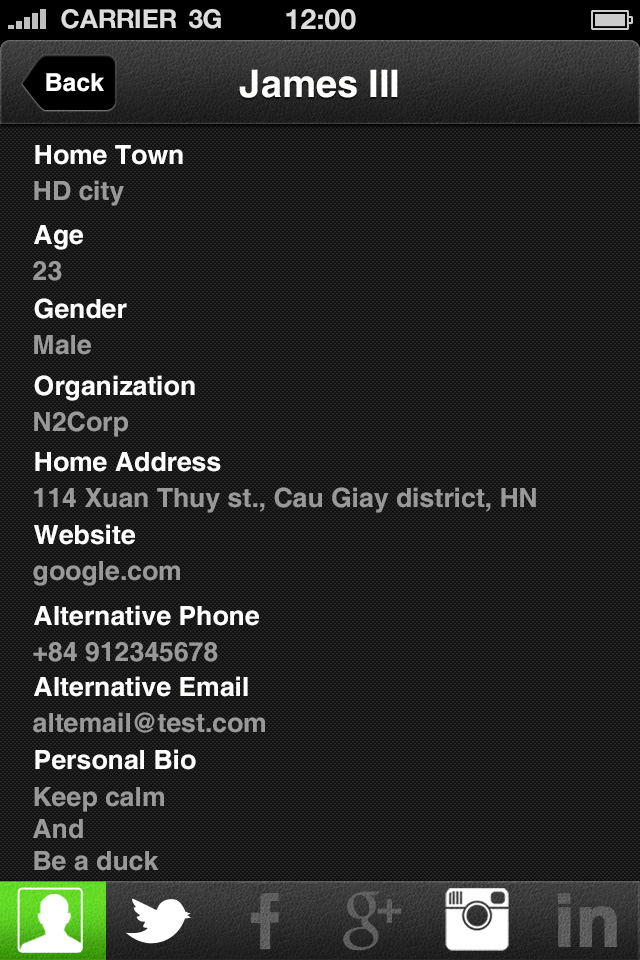 CARRIER 3G 12:00
Back James III
Home Town
HD city
Age
23
Gender
Male
Organization
N2Corp
Home Address
114 Xuan Thuy st., Cau Giay district, HN
Website
google.com
Alternative Phone
+84 912345678
Alternative Email
altemail@test.com
Personal Bio
Keep calm
And
Be a duck
f g+ in